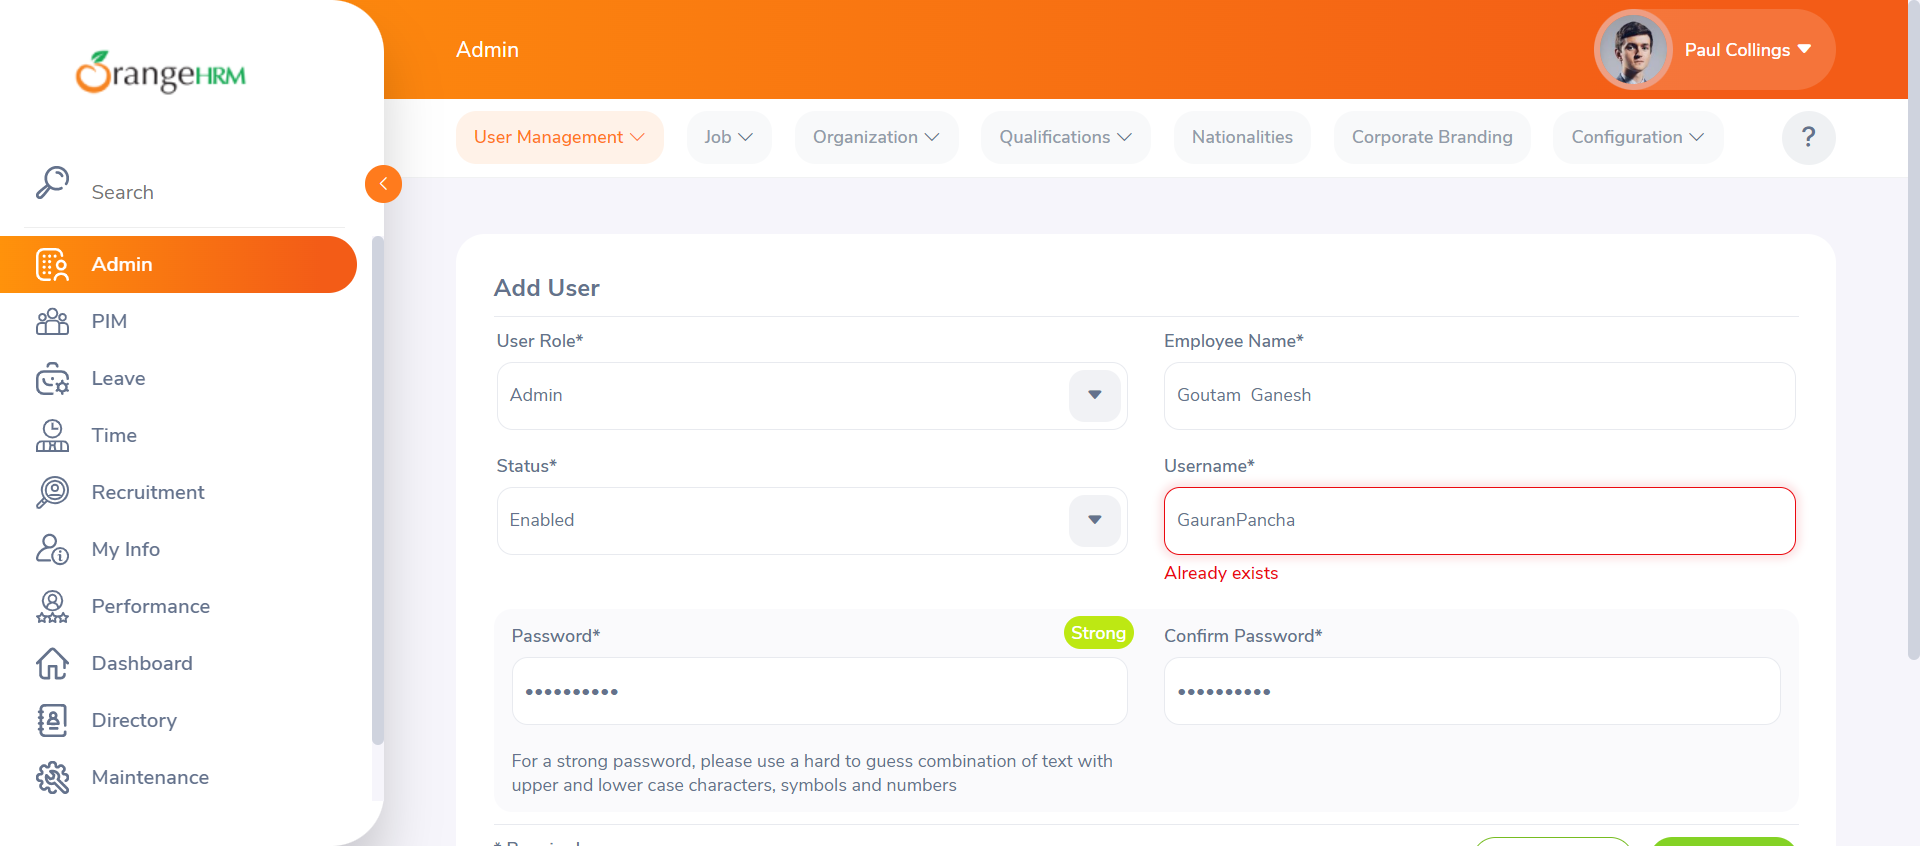 OrangeHRM
Admin
Paul Collings
User Management
Job
Organization
Qualifications
Nationalities
Corporate Branding
Configuration
?
Search
Admin
PIM
Leave
Time
Recruitment
My Info
Performance
Dashboard
Directory
Maintenance
Add User
User Role*
Admin
Employee Name*
Goutam  Ganesh
Status*
Enabled
Username*
GauranPancha
Already exists
Password*
Strong
••••••••••
Confirm Password*
••••••••••
For a strong password, please use a hard to guess combination of text with
upper and lower case characters, symbols and numbers